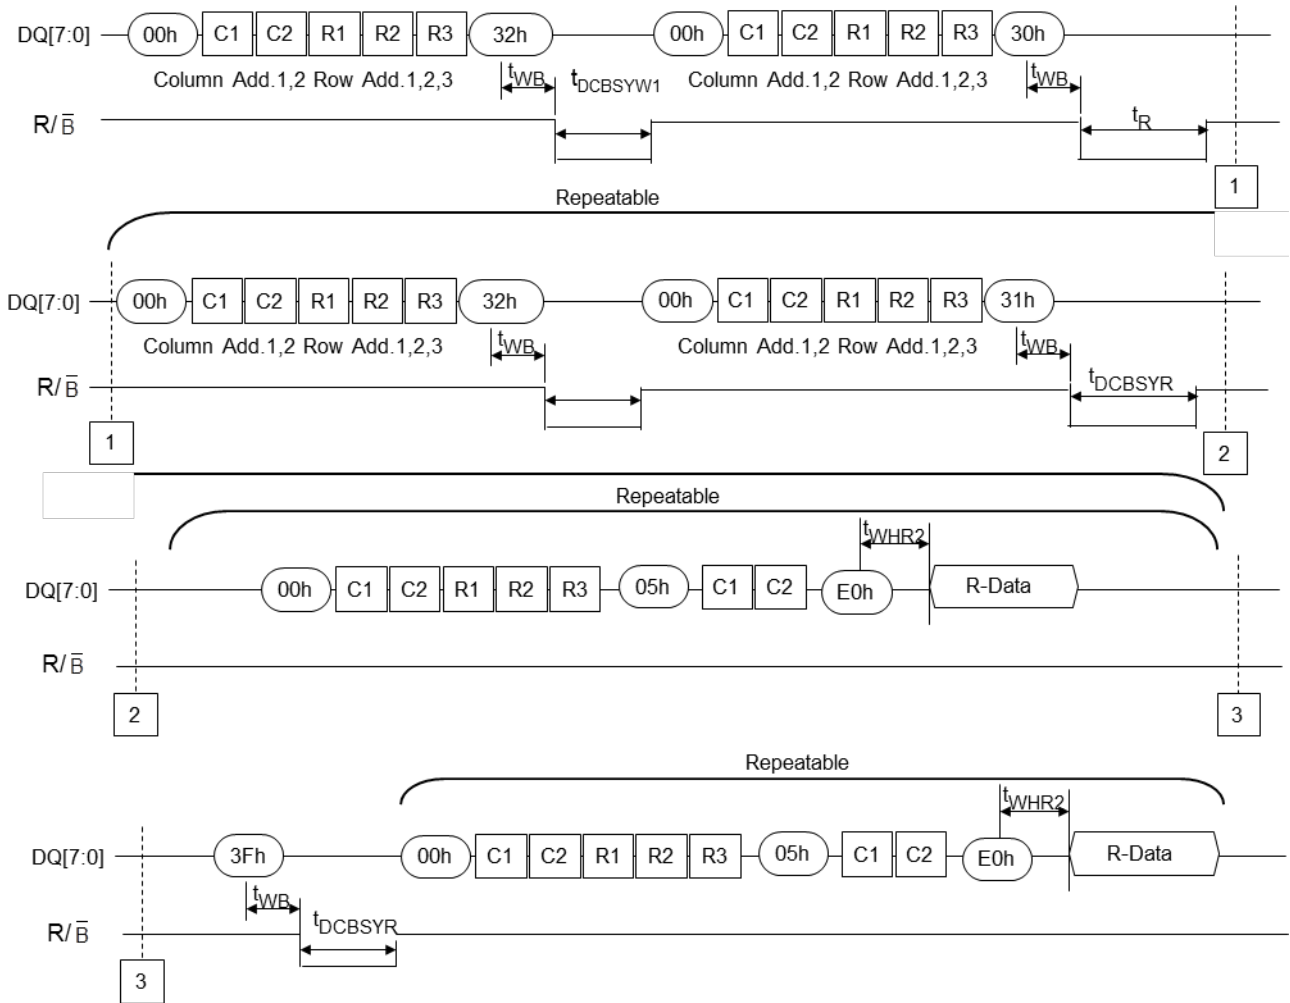 DQ[7:0] 00h C1 C2 R1 R2 R3 32h 00h C1 C2 R1 R2 R3 30h
Column Add.1,2 Row Add.1,2,3 tWB tDCBSYW1 Column Add.1,2 Row Add.1,2,3 tWB
R/B tR
1
Repeatable
DQ[7:0] 00h C1 C2 R1 R2 R3 32h 00h C1 C2 R1 R2 R3 31h
Column Add.1,2 Row Add.1,2,3 tWB Column Add.1,2 Row Add.1,2,3 tWB
R/B tDCBSYR
1 2
Repeatable
tWHR2
DQ[7:0] 00h C1 C2 R1 R2 R3 05h C1 C2 E0h R-Data
R/B
2 3
Repeatable
tWHR2
DQ[7:0] 3Fh 00h C1 C2 R1 R2 R3 05h C1 C2 E0h R-Data
tWB
R/B tDCBSYR
3